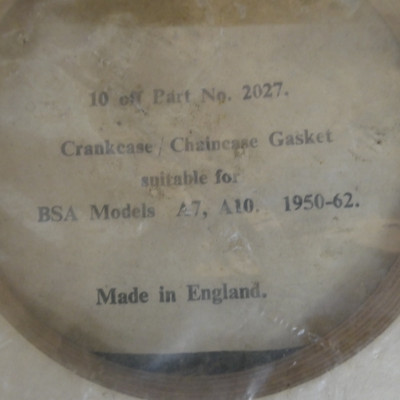 10 off Part No. 2027.
Crankcase / Chaincase Gasket
suitable for
BSA Models A7, A10. 1950-62.
Made in England.